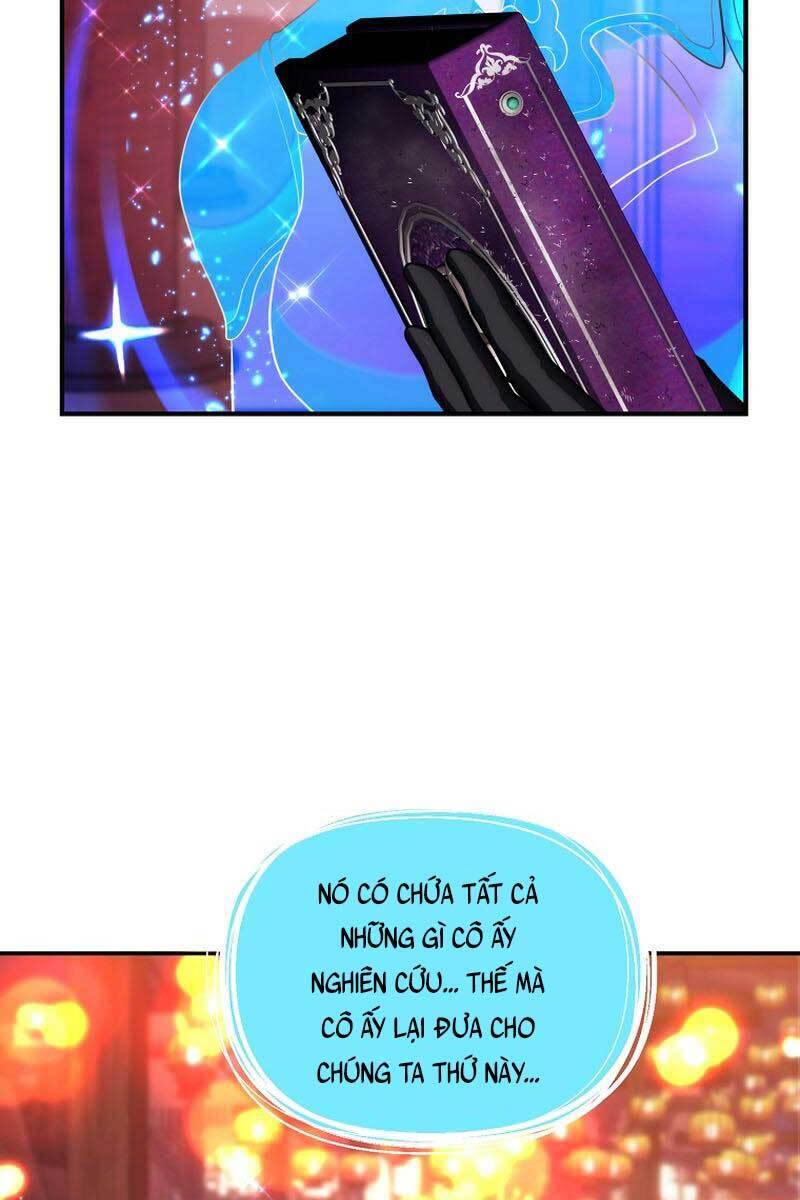 NÓ CÓ CHỨA TẤT CẢ
NHỮNG GÌ CÔ ẤY
NGHIÊN CỨU... THẾ MÀ
CÔ ẤY LẠI ĐƯA CHO
CHÚNG TA THỨ NÀY...